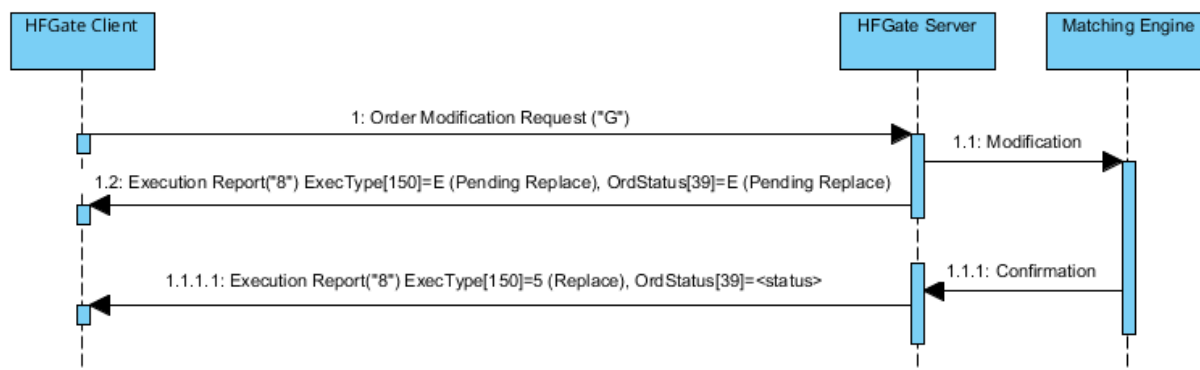 HFGate Client
HFGate Server
Matching Engine
1: Order Modification Request ("G")
1.1: Modification
1.2: Execution Report("8") ExecType[150]=E (Pending Replace), OrdStatus[39]=E (Pending Replace)
1.1.1: Confirmation
1.1.1.1: Execution Report("8") ExecType[150]=5 (Replace), OrdStatus[39]=<status>